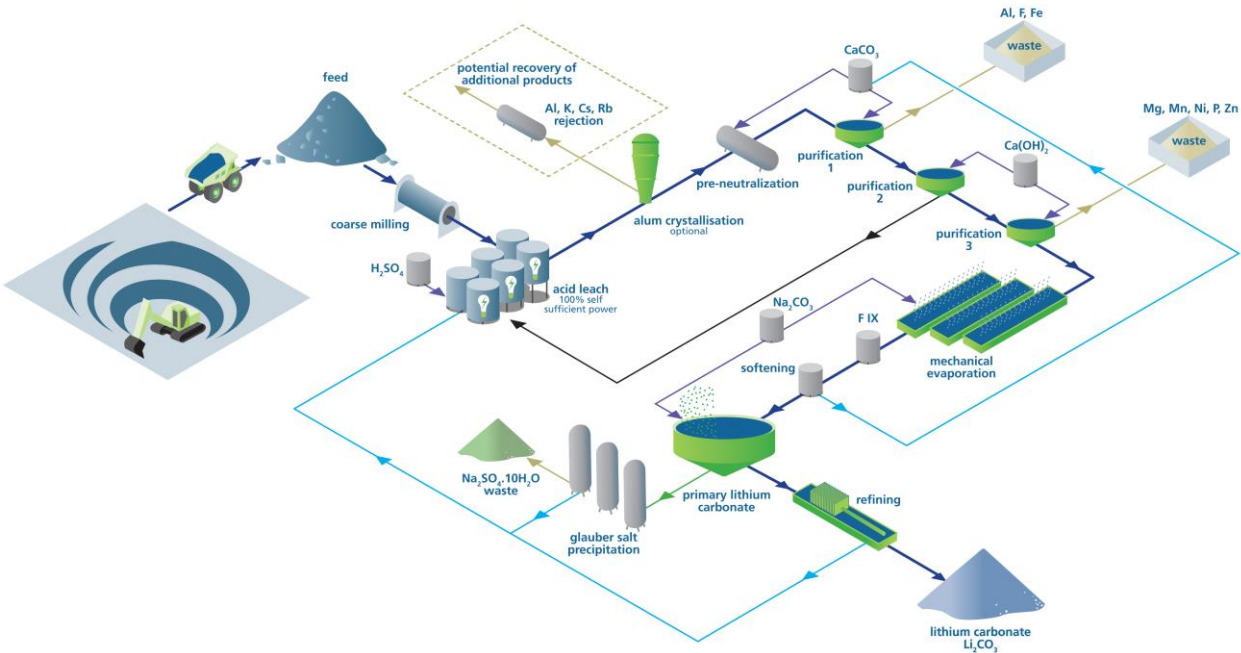 Al, F, Fe
waste
CaCO₃
potential recovery of
additional products
feed
Al, K, Cs, Rb
rejection
Mg, Mn, Ni, P, Zn
waste
Ca(OH)₂
purification
1
pre-neutralization
purification
2
coarse milling
alum crystallisation
optional
purification
3
H₂SO₄
acid leach
100% self
sufficient power
Na₂CO₃
F IX
mechanical
evaporation
softening
Na₂SO₄.10H₂O
waste
primary lithium
carbonate
refining
glauber salt
precipitation
lithium carbonate
Li₂CO₃